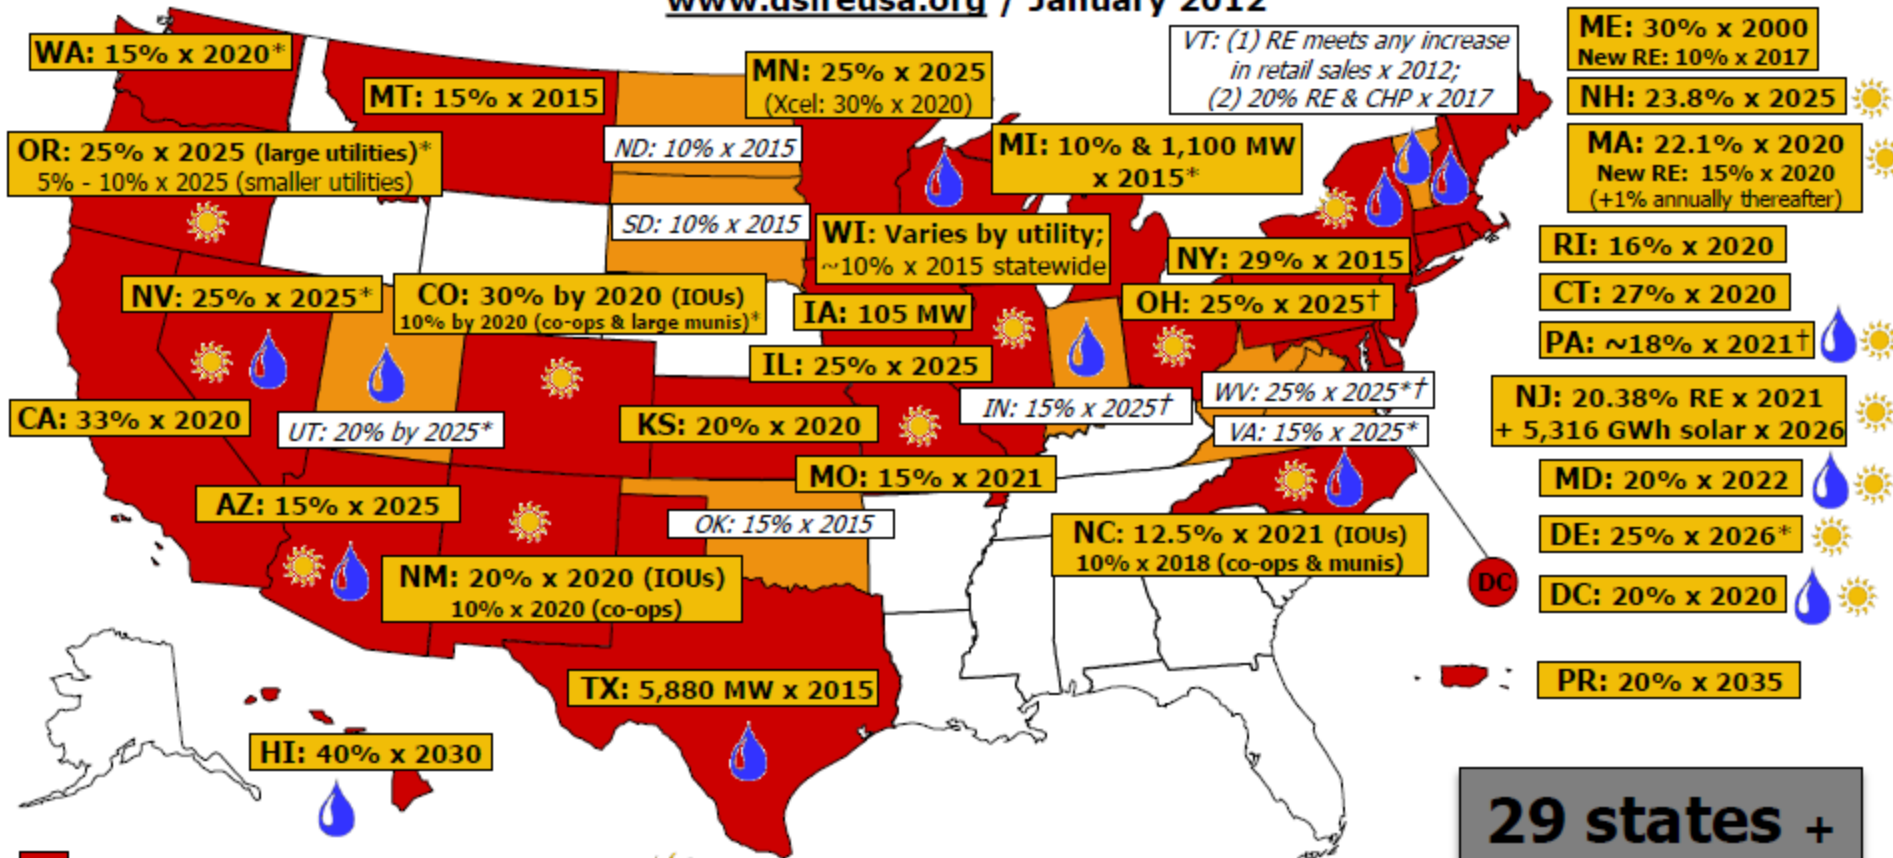 www.dsireusa.org / January 2012
WA: 15% x 2020*
MT: 15% x 2015
MN: 25% x 2025
(Xcel: 30% x 2020)
VT: (1) RE meets any increase
in retail sales x 2012;
(2) 20% RE & CHP x 2017
ME: 30% x 2000
New RE: 10% x 2017
NH: 23.8% x 2025
OR: 25% x 2025 (large utilities)*
5% - 10% x 2025 (smaller utilities)
ND: 10% x 2015
MI: 10% & 1,100 MW
x 2015*
MA: 22.1% x 2020
New RE: 15% x 2020
(+1% annually thereafter)
SD: 10% x 2015
WI: Varies by utility;
~10% x 2015 statewide
NY: 29% x 2015
RI: 16% x 2020
NV: 25% x 2025*
CO: 30% by 2020 (IOUs)
10% by 2020 (co-ops & large munis)*
IA: 105 MW
OH: 25% x 2025†
CT: 27% x 2020
IL: 25% x 2025
PA: ~18% x 2021†
CA: 33% x 2020
UT: 20% by 2025*
KS: 20% x 2020
IN: 15% x 2025†
WV: 25% x 2025*†
VA: 15% x 2025*
NJ: 20.38% RE x 2021
+ 5,316 GWh solar x 2026
MO: 15% x 2021
MD: 20% x 2022
AZ: 15% x 2025
OK: 15% x 2015
NC: 12.5% x 2021 (IOUs)
10% x 2018 (co-ops & munis)
DE: 25% x 2026*
NM: 20% x 2020 (IOUs)
10% x 2020 (co-ops)
DC
DC: 20% x 2020
TX: 5,880 MW x 2015
PR: 20% x 2035
HI: 40% x 2030
29 states +